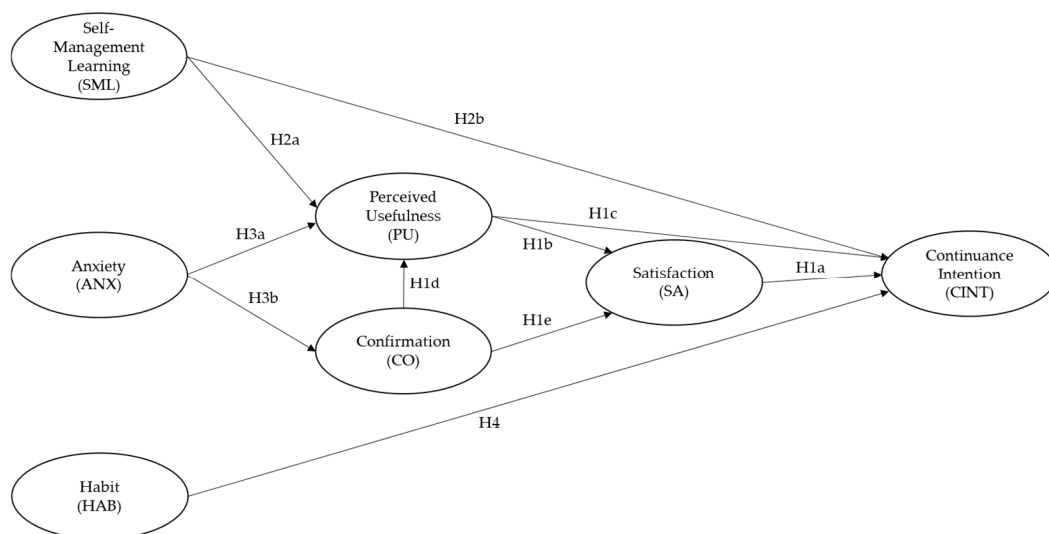 Self-
Management
Learning
(SML)
H2b
H2a
Perceived
Usefulness
(PU)
H1c
H3a
H1b
Anxiety
(ANX)
Satisfaction
(SA)
H1a
Continuance
Intention
(CINT)
H1d
H3b
H1e
Confirmation
(CO)
H4
Habit
(HAB)